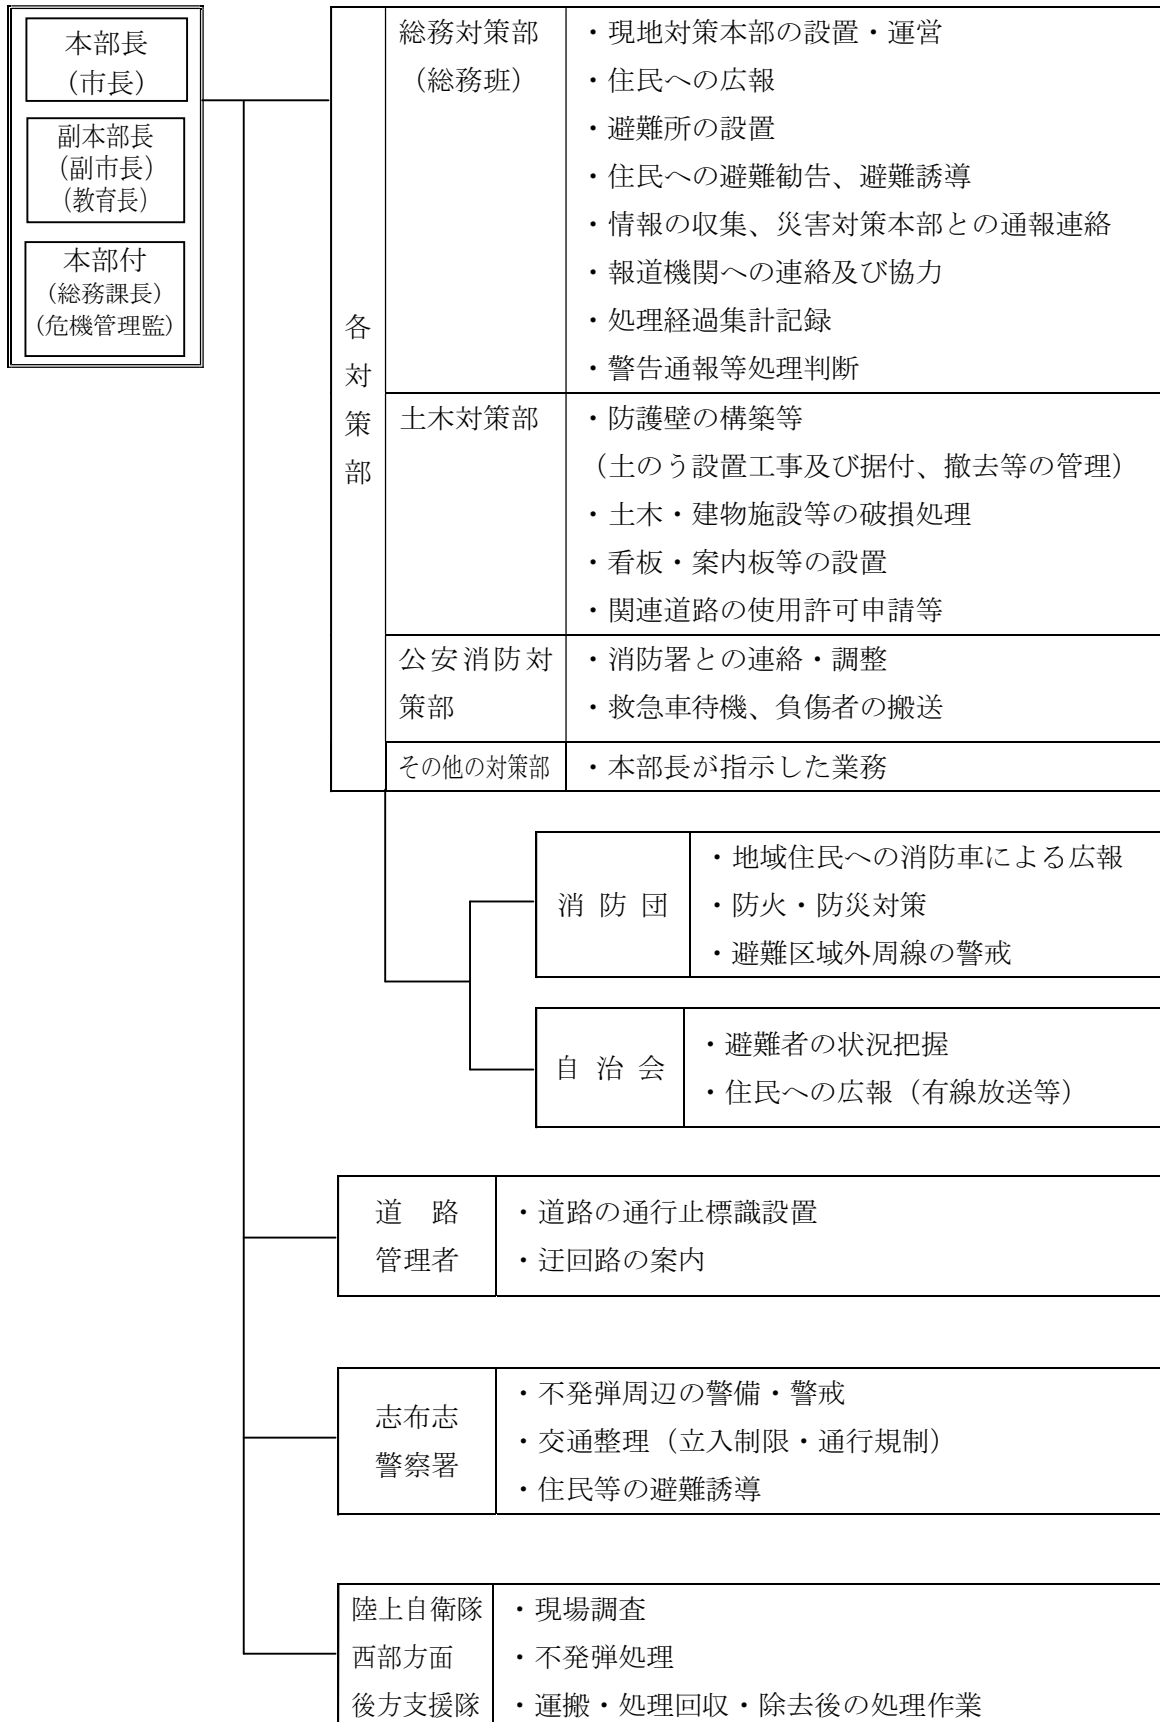 本部長
（市長）
副本部長
（副市長）
（教育長）
本部付
（総務課長）
（危機管理監）
各
対
策
部
総務対策部
（総務班）
・現地対策本部の設置・運営
・住民への広報
・避難所の設置
・住民への避難勧告、避難誘導
・情報の収集、災害対策本部との通報連絡
・報道機関への連絡及び協力
・処理経過集計記録
・警告通報等処理判断
土木対策部
・防護壁の構築等
（土のう設置工事及び据付、撤去等の管理）
・土木・建物施設等の破損処理
・看板・案内板等の設置
・関連道路の使用許可申請等
公安消防対
策部
・消防署との連絡・調整
・救急車待機、負傷者の搬送
その他の対策部
・本部長が指示した業務
消 防 団
・地域住民への消防車による広報
・防火・防災対策
・避難区域外周線の警戒
自 治 会
・避難者の状況把握
・住民への広報（有線放送等）
道　路
管理者
・道路の通行止標識設置
・迂回路の案内
志布志
警察署
・不発弾周辺の警備・警戒
・交通整理（立入制限・通行規制）
・住民等の避難誘導
陸上自衛隊
西部方面
後方支援隊
・現場調査
・不発弾処理
・運搬・処理回収・除去後の処理作業